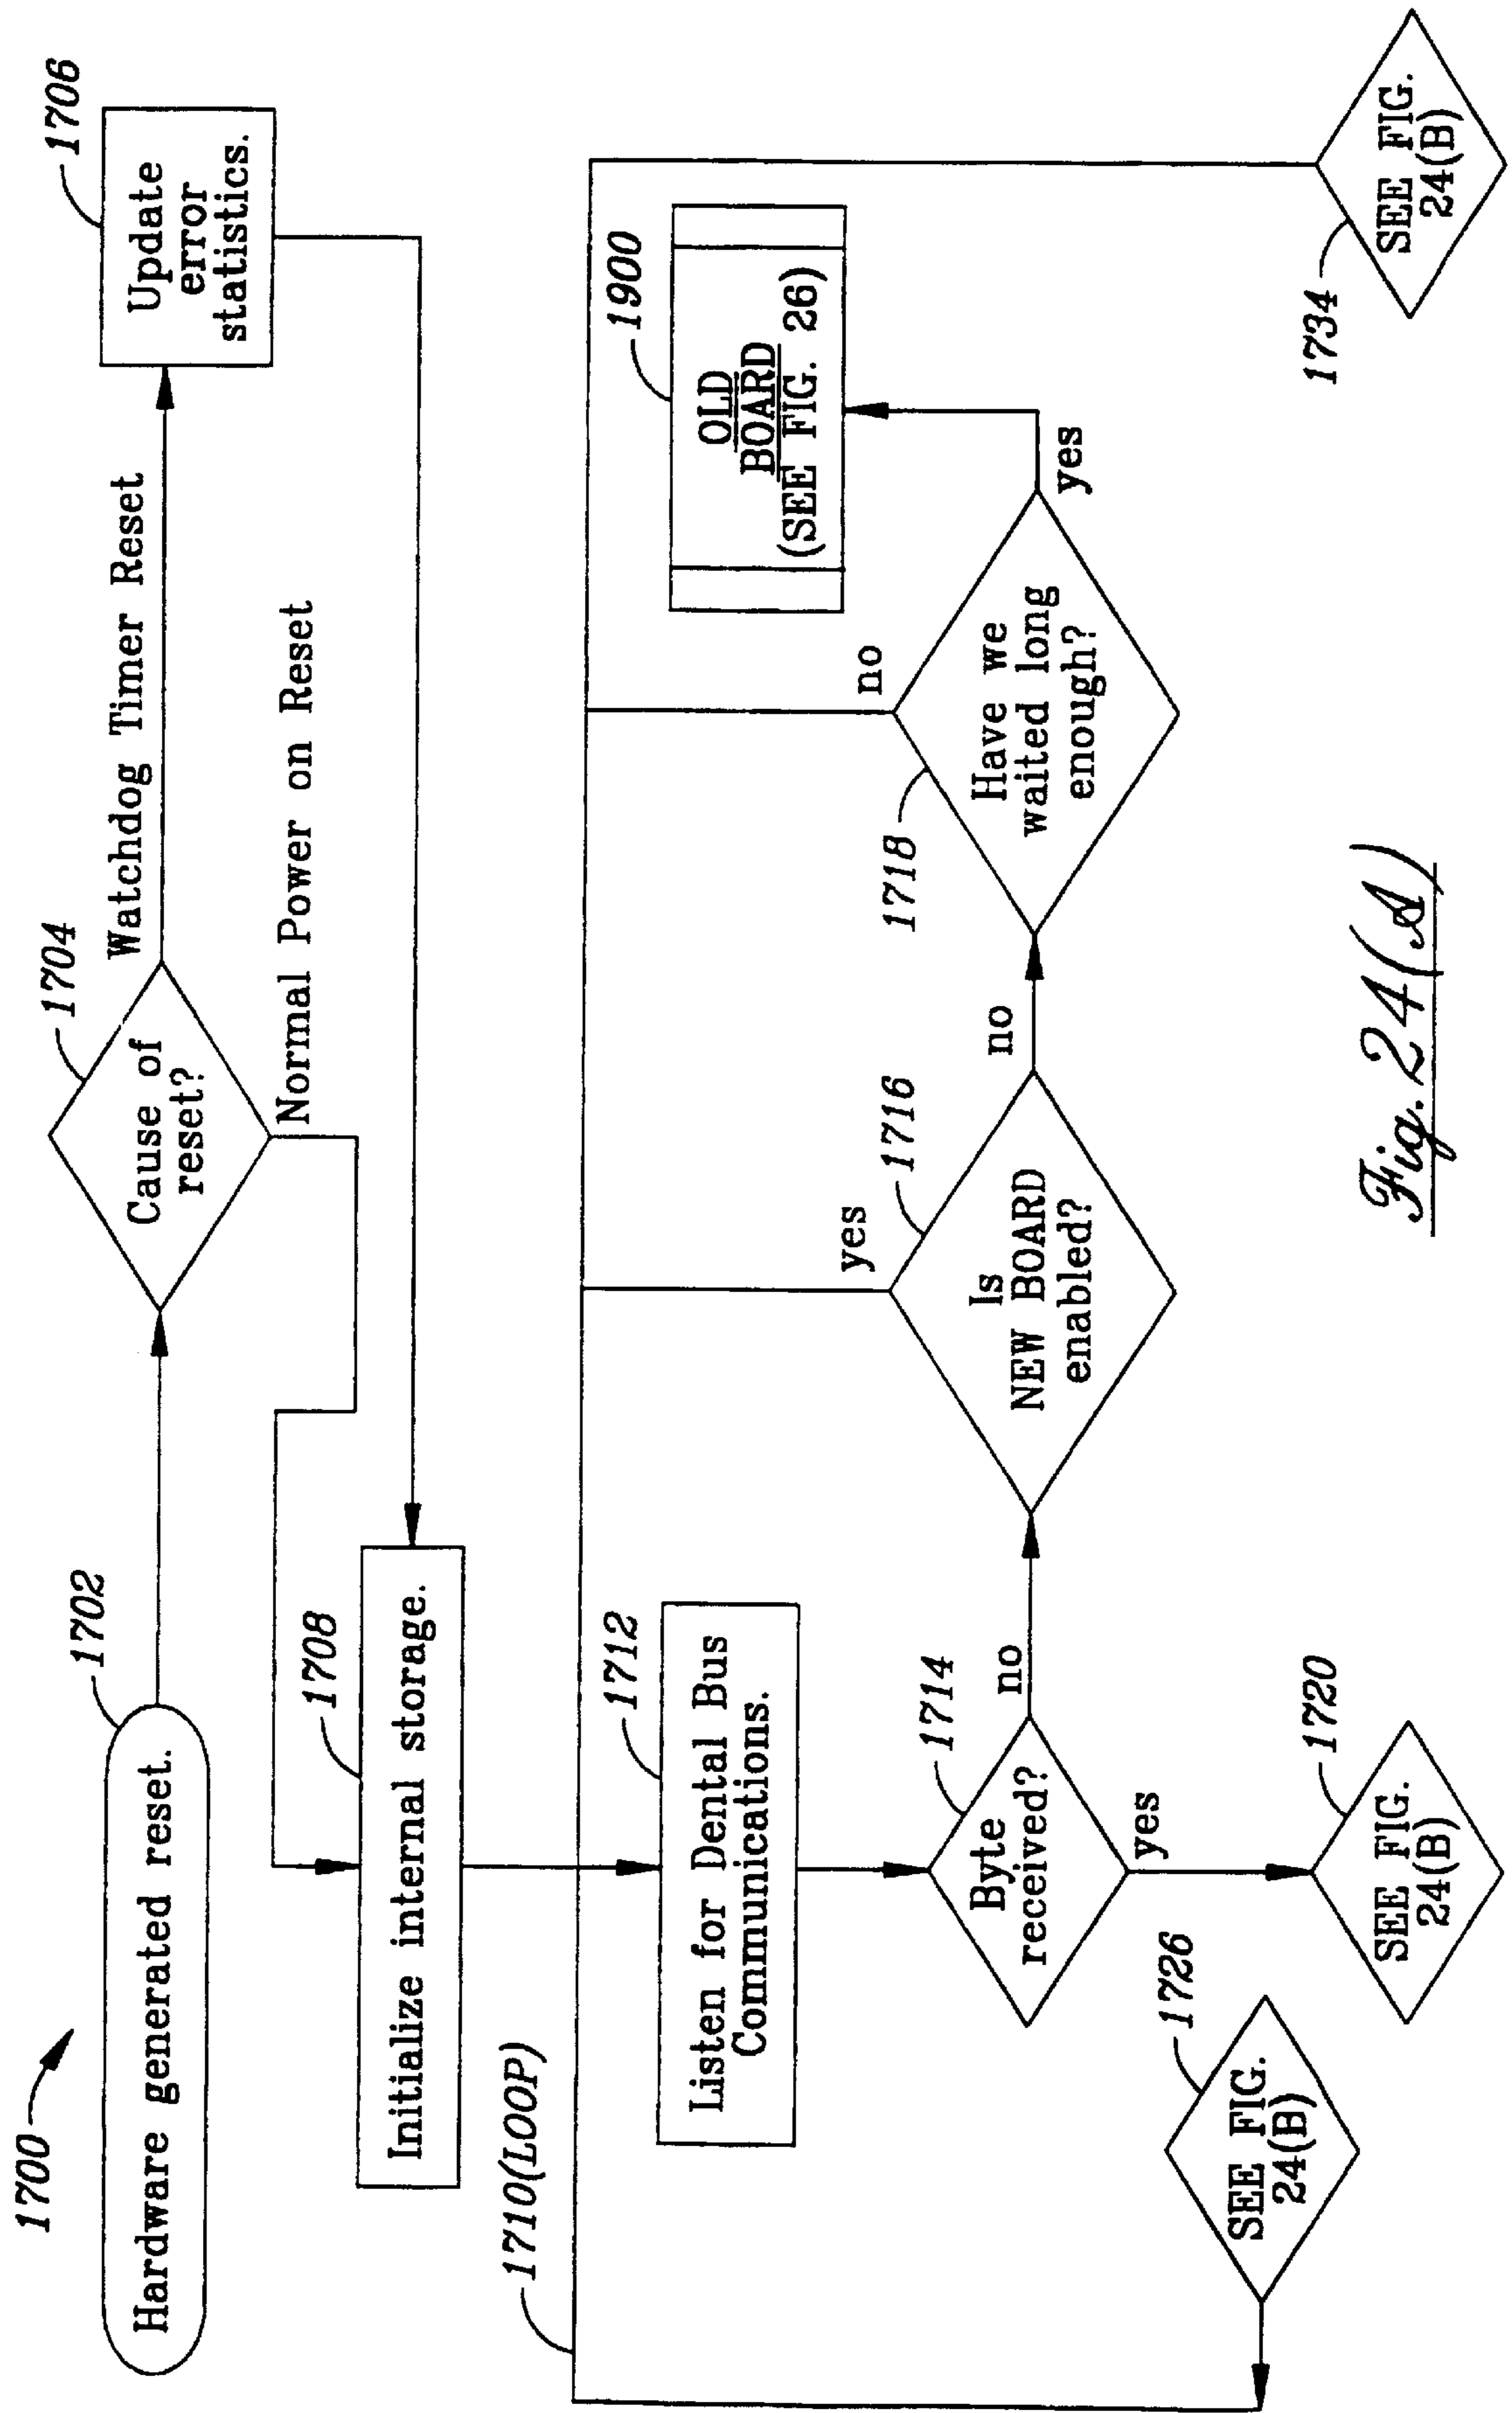 1700
Hardware generated reset.
1702
Cause of
reset?
1704
Watchdog Timer Reset
Normal Power on Reset
Update
error
statistics.
1706
Initialize internal storage.
1708
1710(LOOP)
Listen for Dental Bus
Communications.
1712
Byte
received?
1714
no
yes
Is
NEW BOARD
enabled?
1716
yes
no
Have we
waited long
enough?
1718
no
yes
OLD
BOARD
(SEE FIG. 26)
1900
SEE FIG.
24(B)
1726
SEE FIG.
24(B)
1720
SEE FIG.
24(B)
1734
Fig. 24(A)